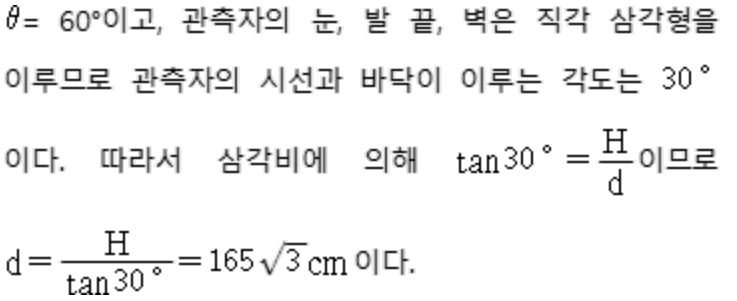 θ= 60°이고, 관측자의 눈, 발 끝, 벽은 직각 삼각형을
이루므로 관측자의 시선과 바닥이 이루는 각도는 30°
이다. 따라서 삼각비에 의해 tan30° = H/d 이므로
d = H/tan30° = 165√3cm 이다.